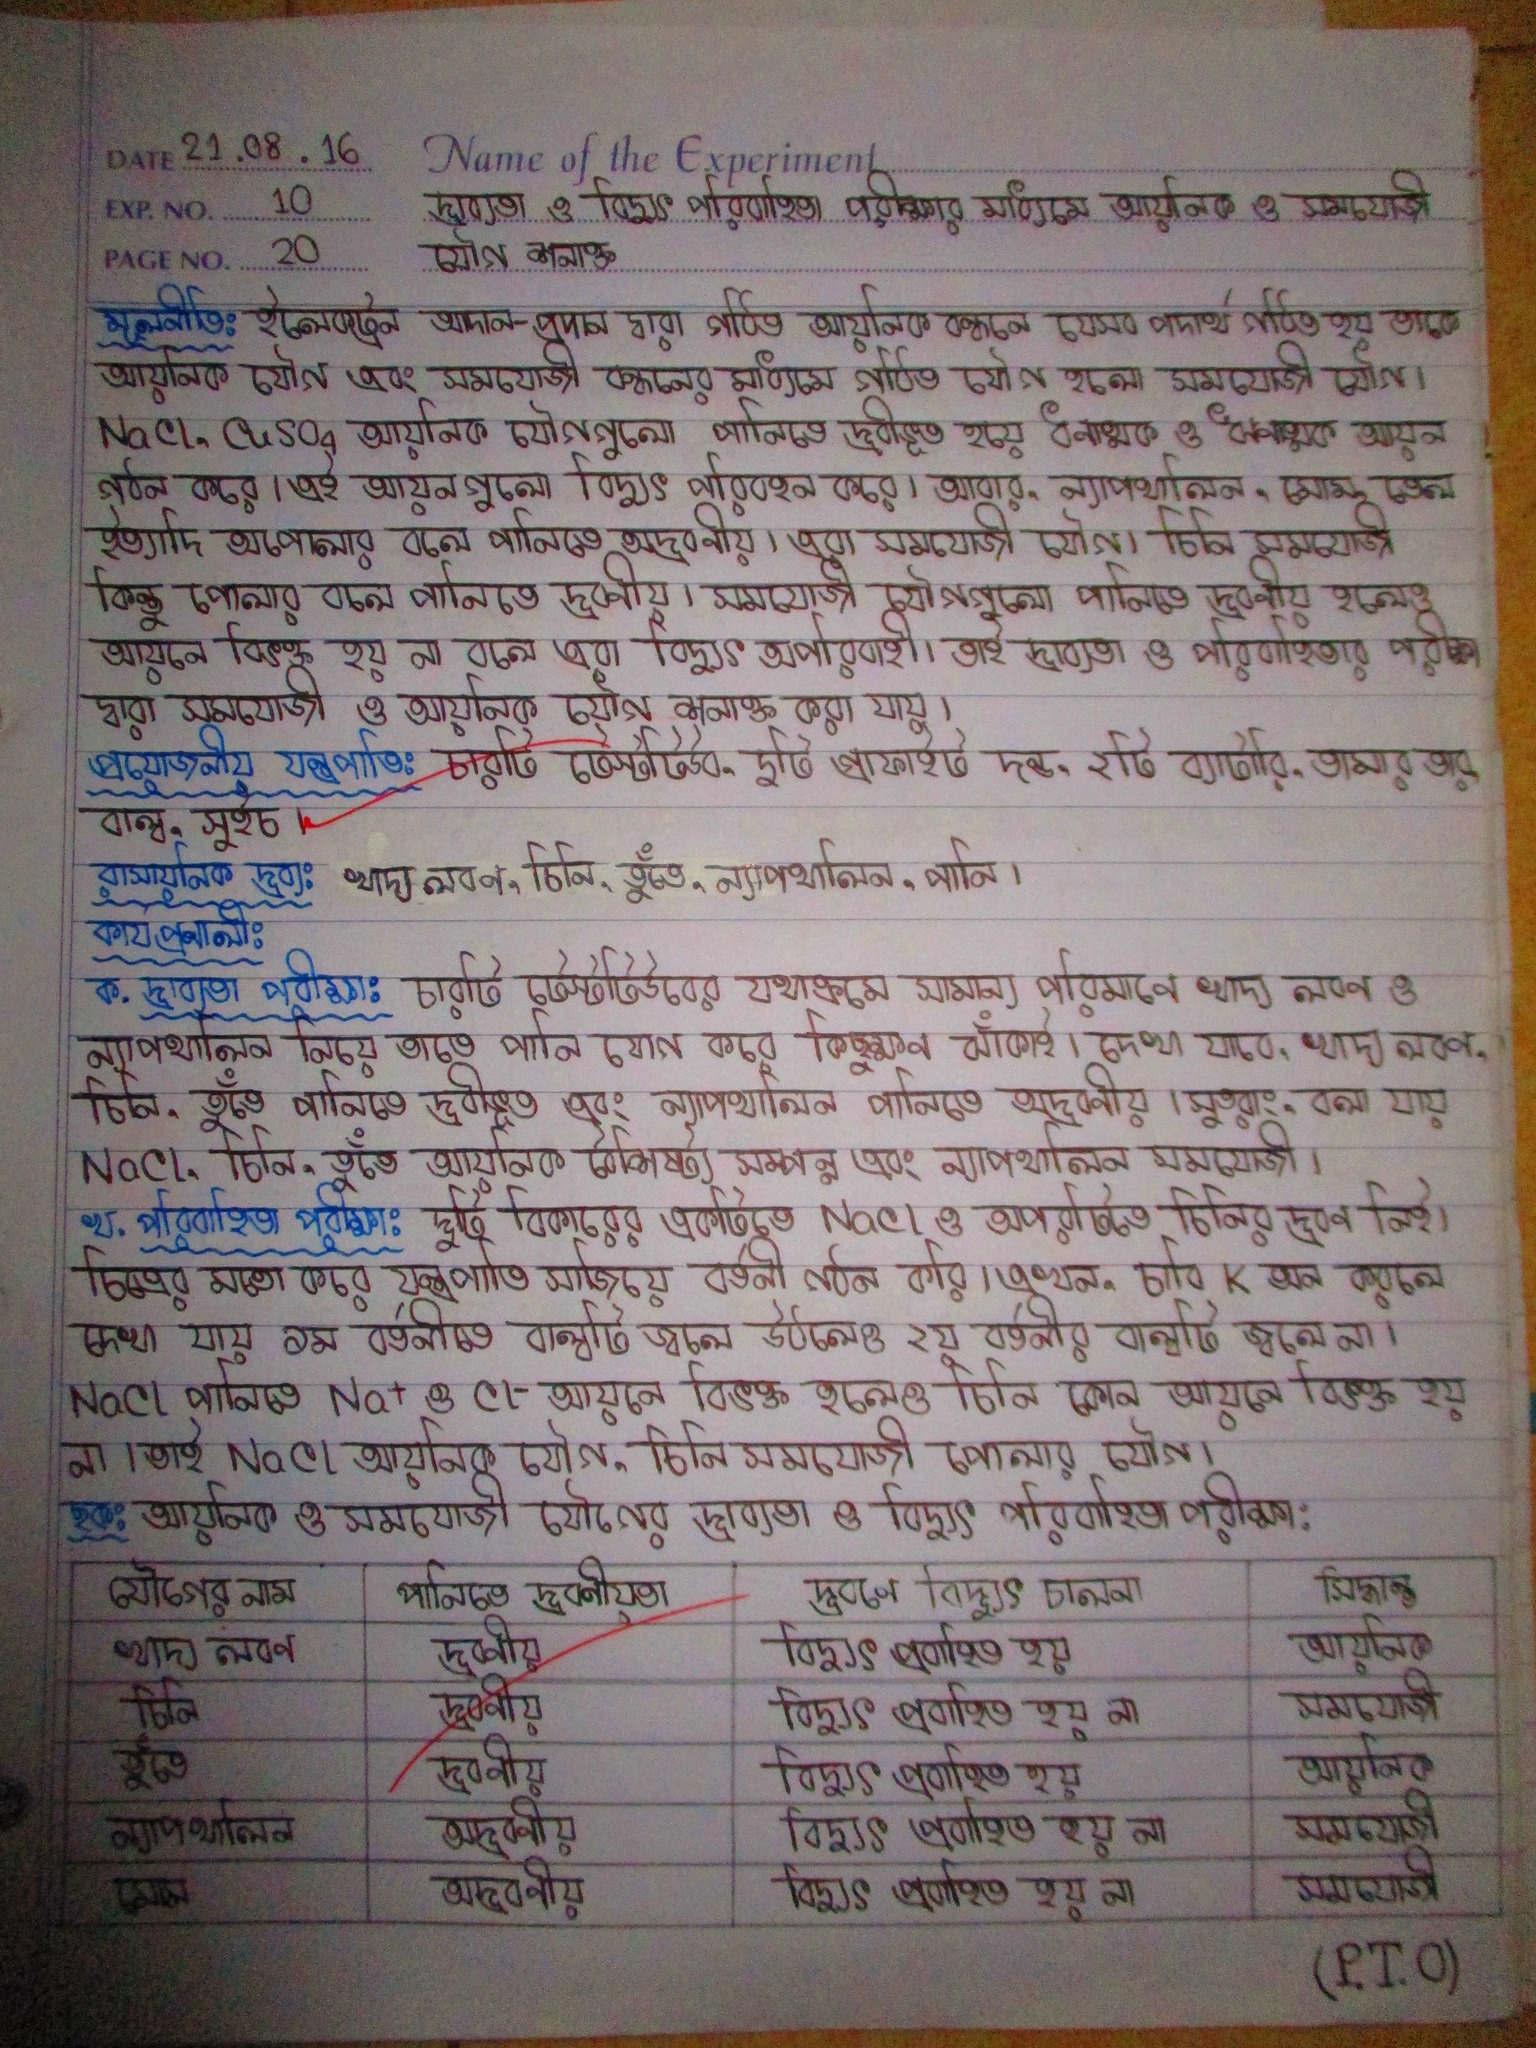 DATE 21.08.16 Name of the Experiment
EXP. NO. 10 দ্রাব্যতা ও বিদ্যুৎ পরিবাহিতা পরীক্ষার মাধ্যমে আয়নিক ও সমযোজী
PAGE NO. 20 যৌগ শনাক্ত
মূলনীতিঃ ইলেকট্রন আদান-প্রদান দ্বারা গঠিত আয়নিক বন্ধনে যেসব পদার্থ গঠিত হয় তাকে
আয়নিক যৌগ এবং সমযোজী বন্ধনের মাধ্যমে গঠিত যৌগ হলো সমযোজী যৌগ।
NaCl, CuSO4 আয়নিক যৌগগুলো পানিতে দ্রবীভূত হয়ে ধনাত্মক ও ঋণাত্মক আয়ন
গঠন করে। এই আয়নগুলো বিদ্যুৎ পরিবহন করে। আবার, ন্যাপথালিন, মোম, তেল
ইত্যাদি অপোলার বলে পানিতে অদ্রবণীয়। এরা সমযোজী যৌগ। চিনি সমযোজী
কিন্তু পোলার বলে পানিতে দ্রবণীয়। সমযোজী যৌগগুলো পানিতে দ্রবণীয় হলেও
আয়নে বিভক্ত হয় না বলে এরা বিদ্যুৎ অপরিবাহী। তাই দ্রাব্যতা ও পরিবাহিতার পরীক্ষা
দ্বারা সমযোজী ও আয়নিক যৌগ শনাক্ত করা যায়।
প্রয়োজনীয় যন্ত্রপাতিঃ চারটি টেস্টটিউব, দুটি গ্রাফাইট দন্ড, ২টি ব্যাটারি, তামার তার,
বাল্ব, সুইচ।
রাসায়নিক দ্রব্যঃ খাদ্য লবণ, চিনি, তুঁতে, ন্যাপথালিন, পানি।
কার্যপ্রণালীঃ
ক. দ্রাব্যতা পরীক্ষাঃ চারটি টেস্টটিউবের যথাক্রমে সামান্য পরিমাণে খাদ্য লবণ ও
ন্যাপথালিন নিয়ে তাতে পানি যোগ করে কিছুক্ষণ ঝাঁকাই। দেখা যাবে, খাদ্য লবণ,
চিনি, তুঁতে পানিতে দ্রবীভূত এবং ন্যাপথালিন পানিতে অদ্রবণীয়। সুতরাং, বলা যায়
NaCl, চিনি, তুঁতে আয়নিক বৈশিষ্ট্য সম্পন্ন এবং ন্যাপথালিন সমযোজী।
খ. পরিবাহিতা পরীক্ষাঃ দুটি বিকারের একটিতে NaCl ও অপরটিতে চিনির দ্রবণ নিই।
চিত্রের মতো করে যন্ত্রপাতি সাজিয়ে বর্তনী গঠন করি। এখন, চাবি K অন করলে
দেখা যায় ১ম বর্তনীতে বাল্বটি জ্বলে উঠলেও ২য় বর্তনীর বাল্বটি জ্বলে না।
NaCl পানিতে Na+ ও Cl- আয়নে বিভক্ত হলেও চিনি কোন আয়নে বিভক্ত হয়
না। তাই NaCl আয়নিক যৌগ, চিনি সমযোজী পোলার যৌগ।
ছকঃ আয়নিক ও সমযোজী যৌগের দ্রাব্যতা ও বিদ্যুৎ পরিবাহিতা পরীক্ষাঃ
যৌগের নাম পানিতে দ্রবণীয়তা দ্রবণে বিদ্যুৎ চালনা সিদ্ধান্ত
খাদ্য লবণ দ্রবণীয় বিদ্যুৎ প্রবাহিত হয় আয়নিক
চিনি দ্রবণীয় বিদ্যুৎ প্রবাহিত হয় না সমযোজী
তুঁতে দ্রবণীয় বিদ্যুৎ প্রবাহিত হয় আয়নিক
ন্যাপথালিন অদ্রবণীয় বিদ্যুৎ প্রবাহিত হয় না সমযোজী
অদ্রবণীয় বিদ্যুৎ প্রবাহিত হয় না সমযোজী
(P.T.O)